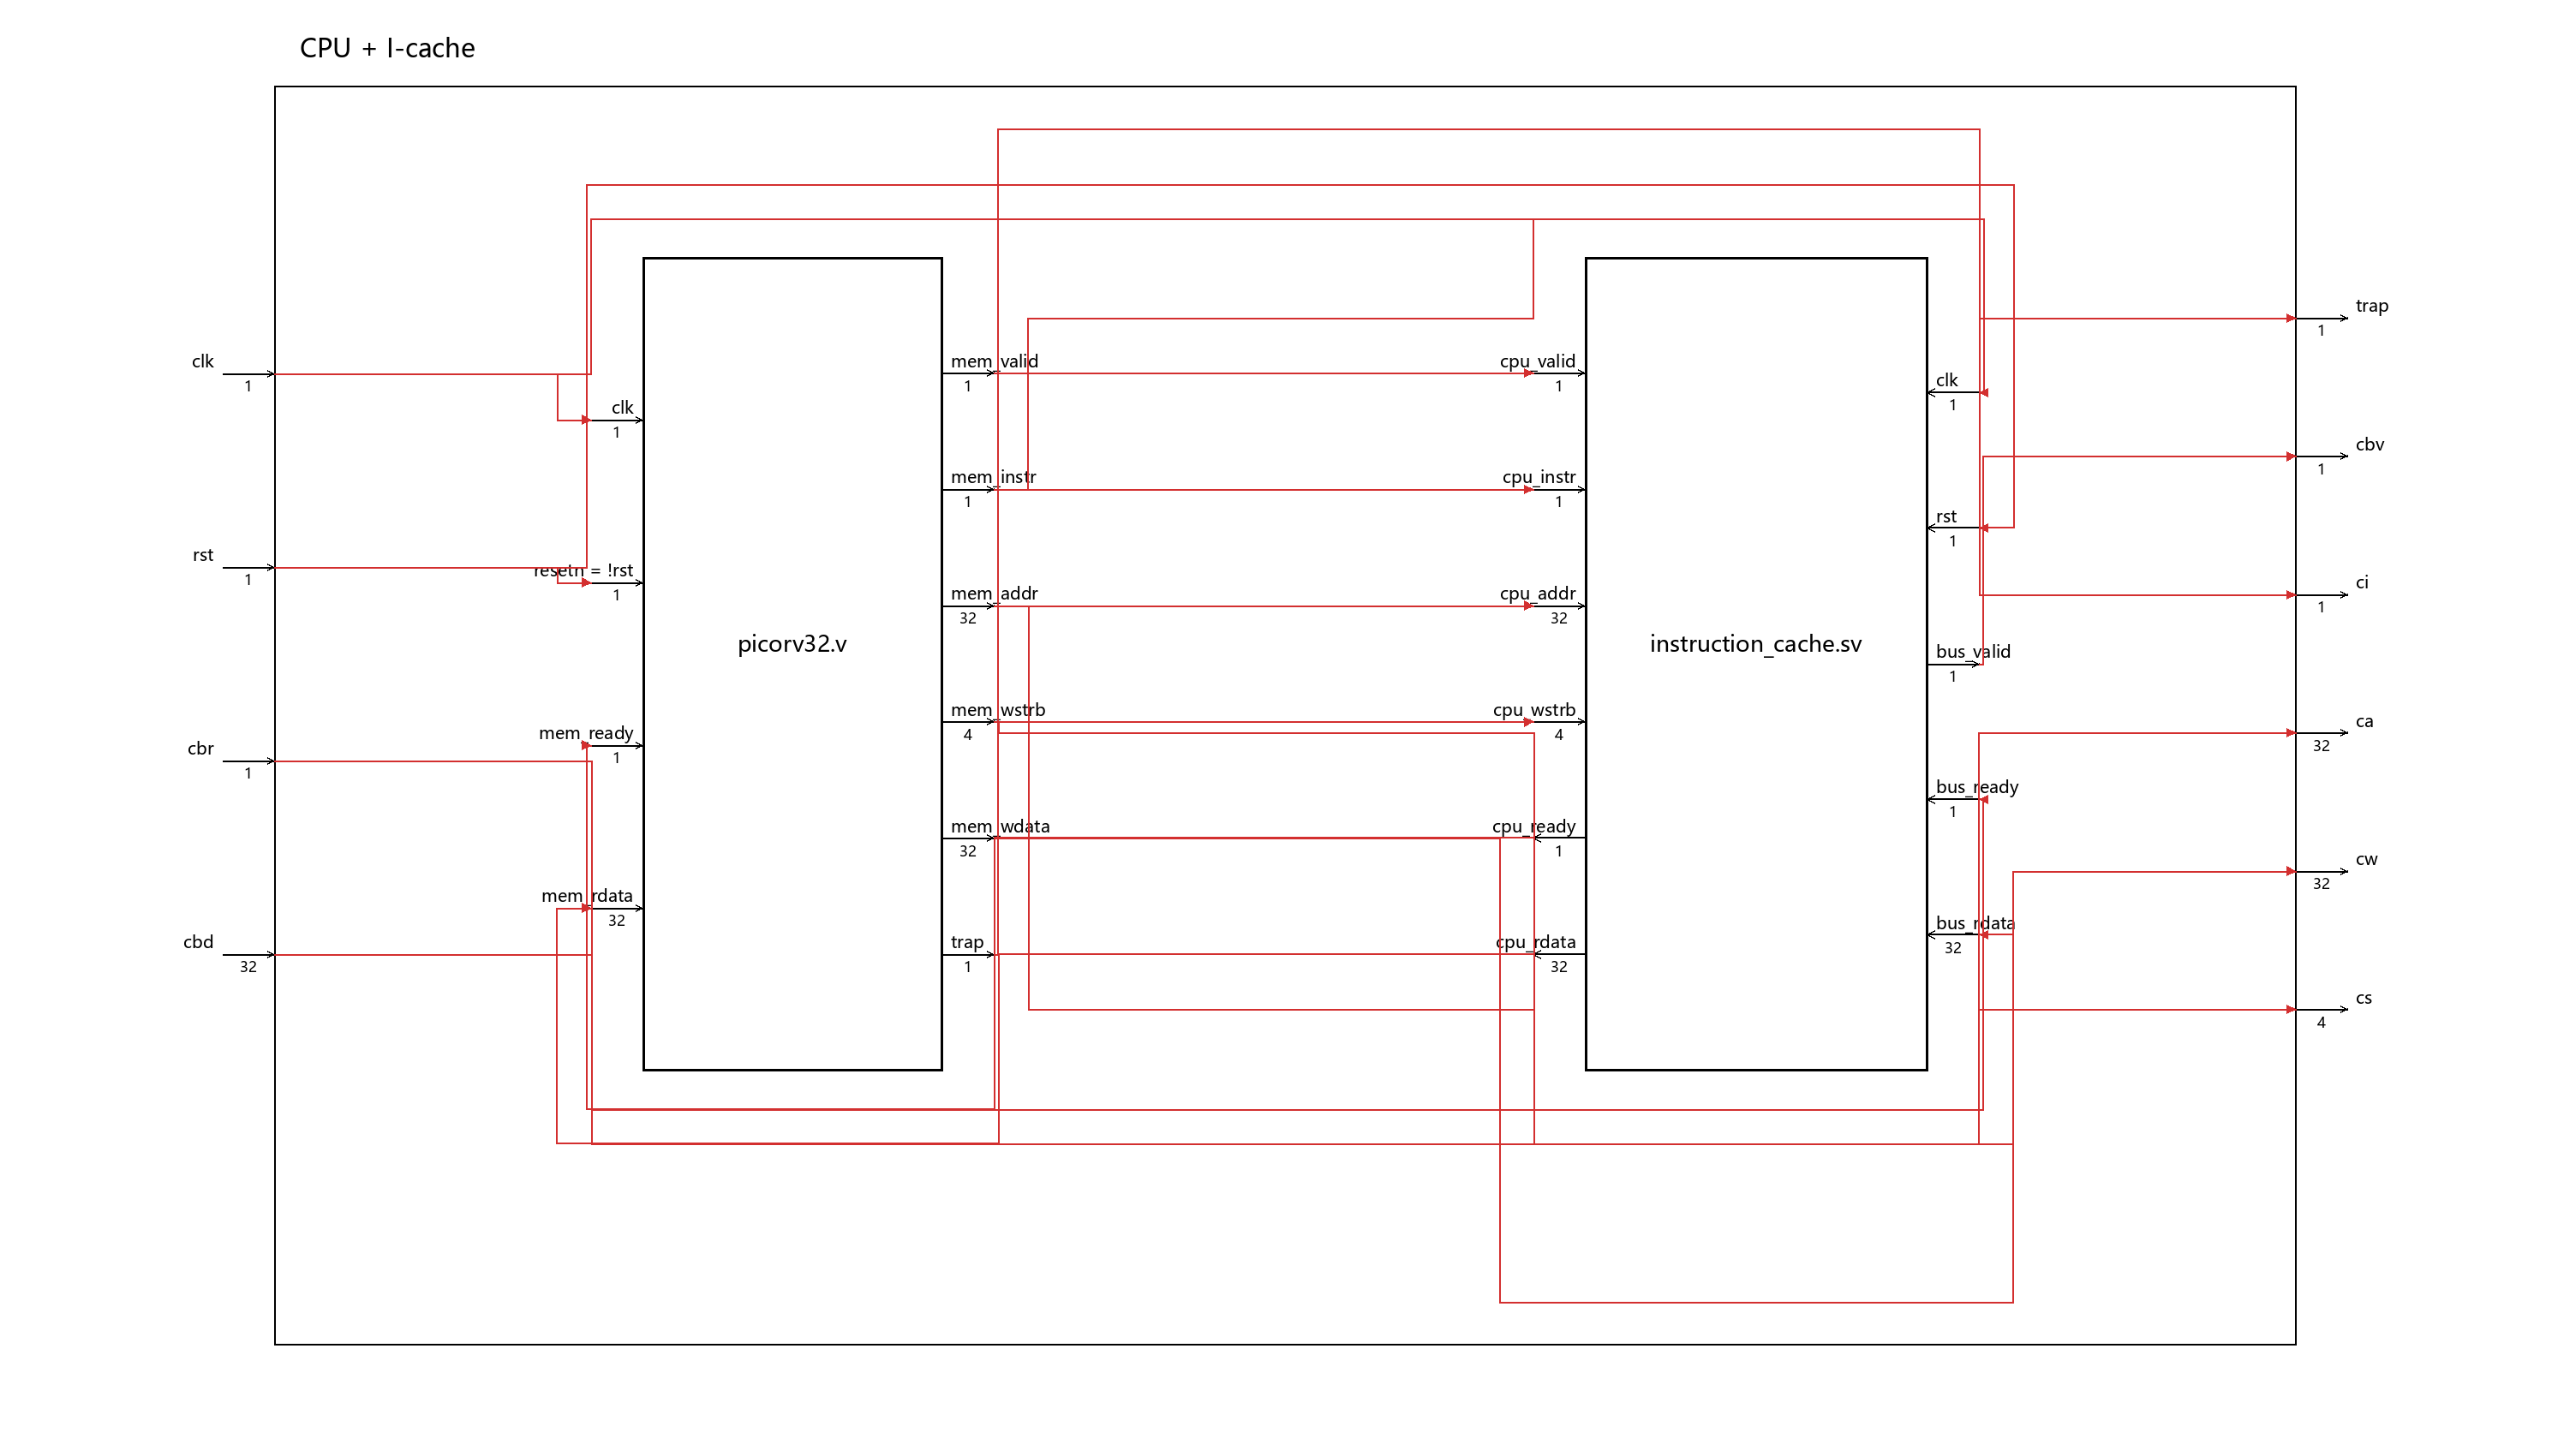 CPU + I-cache
clk
1
rst
1
cbr
1
cbd
32
clk
1
resetn = !rst
1
mem_ready
1
mem_rdata
32
picorv32.v
mem_valid
1
mem_instr
1
mem_addr
32
mem_wstrb
4
mem_wdata
32
trap
1
cpu_valid
1
cpu_instr
1
cpu_addr
32
cpu_wstrb
4
cpu_ready
1
cpu_rdata
32
instruction_cache.sv
clk
1
rst
1
bus_valid
1
bus_ready
1
bus_rdata
32
trap
1
cbv
1
ci
1
ca
32
cw
32
cs
4